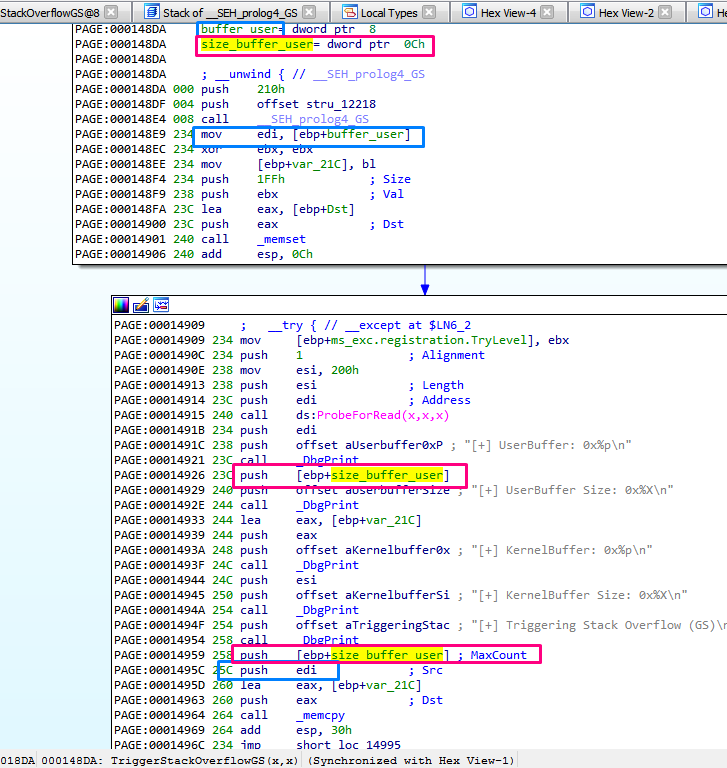 StackOverflowGS@8 Stack of __SEH_prolog4_GS Local Types Hex View-4 Hex View-2 He
PAGE:000148DA buffer_user= dword ptr 8
PAGE:000148DA size_buffer_user= dword ptr 0Ch
PAGE:000148DA
PAGE:000148DA ; __unwind { // __SEH_prolog4_GS
PAGE:000148DA 000 push 210h
PAGE:000148DF 004 push offset stru_12218
PAGE:000148E4 008 call __SEH_prolog4_GS
PAGE:000148E9 234 mov edi, [ebp+buffer_user]
PAGE:000148EC 234 xor ebx, ebx
PAGE:000148EE 234 mov [ebp+var_21C], bl
PAGE:000148F4 234 push 1FFh ; Size
PAGE:000148F9 238 push ebx ; Val
PAGE:000148FA 23C lea eax, [ebp+Dst]
PAGE:00014900 23C push eax ; Dst
PAGE:00014901 240 call _memset
PAGE:00014906 240 add esp, 0Ch
PAGE:00014909 ; __try { // __except at $LN6_2
PAGE:00014909 234 mov [ebp+ms_exc.registration.TryLevel], ebx
PAGE:0001490C 234 push 1 ; Alignment
PAGE:0001490E 238 mov esi, 200h
PAGE:00014913 238 push esi ; Length
PAGE:00014914 23C push edi ; Address
PAGE:00014915 240 call ds:ProbeForRead(x,x,x)
PAGE:0001491B 234 push edi
PAGE:0001491C 238 push offset aUserbuffer0xP ; "[+] UserBuffer: 0x%p\n"
PAGE:00014921 23C call _DbgPrint
PAGE:00014926 23C push [ebp+size_buffer_user]
PAGE:00014929 240 push offset aUserbufferSize ; "[+] UserBuffer Size: 0x%X\n"
PAGE:0001492E 244 call _DbgPrint
PAGE:00014933 244 lea eax, [ebp+var_21C]
PAGE:00014939 244 push eax
PAGE:0001493A 248 push offset aKernelbuffer0x ; "[+] KernelBuffer: 0x%p\n"
PAGE:0001493F 24C call _DbgPrint
PAGE:00014944 24C push esi
PAGE:00014945 250 push offset aKernelbufferSi ; "[+] KernelBuffer Size: 0x%X\n"
PAGE:0001494A 254 call _DbgPrint
PAGE:0001494F 254 push offset aTriggeringStac ; "[+] Triggering Stack Overflow (GS)\n
PAGE:00014954 258 call _DbgPrint
PAGE:00014959 258 push [ebp+size_buffer_user] ; MaxCount
PAGE:0001495C 25C push edi ; Src
PAGE:0001495D 260 lea eax, [ebp+var_21C]
PAGE:00014963 260 push eax ; Dst
PAGE:00014964 264 call _memcpy
PAGE:00014969 264 add esp, 30h
PAGE:0001496C 234 jmp short loc_14995
018DA 000148DA: TriggerStackOverflowGS(x,x) (Synchronized with Hex View-1)